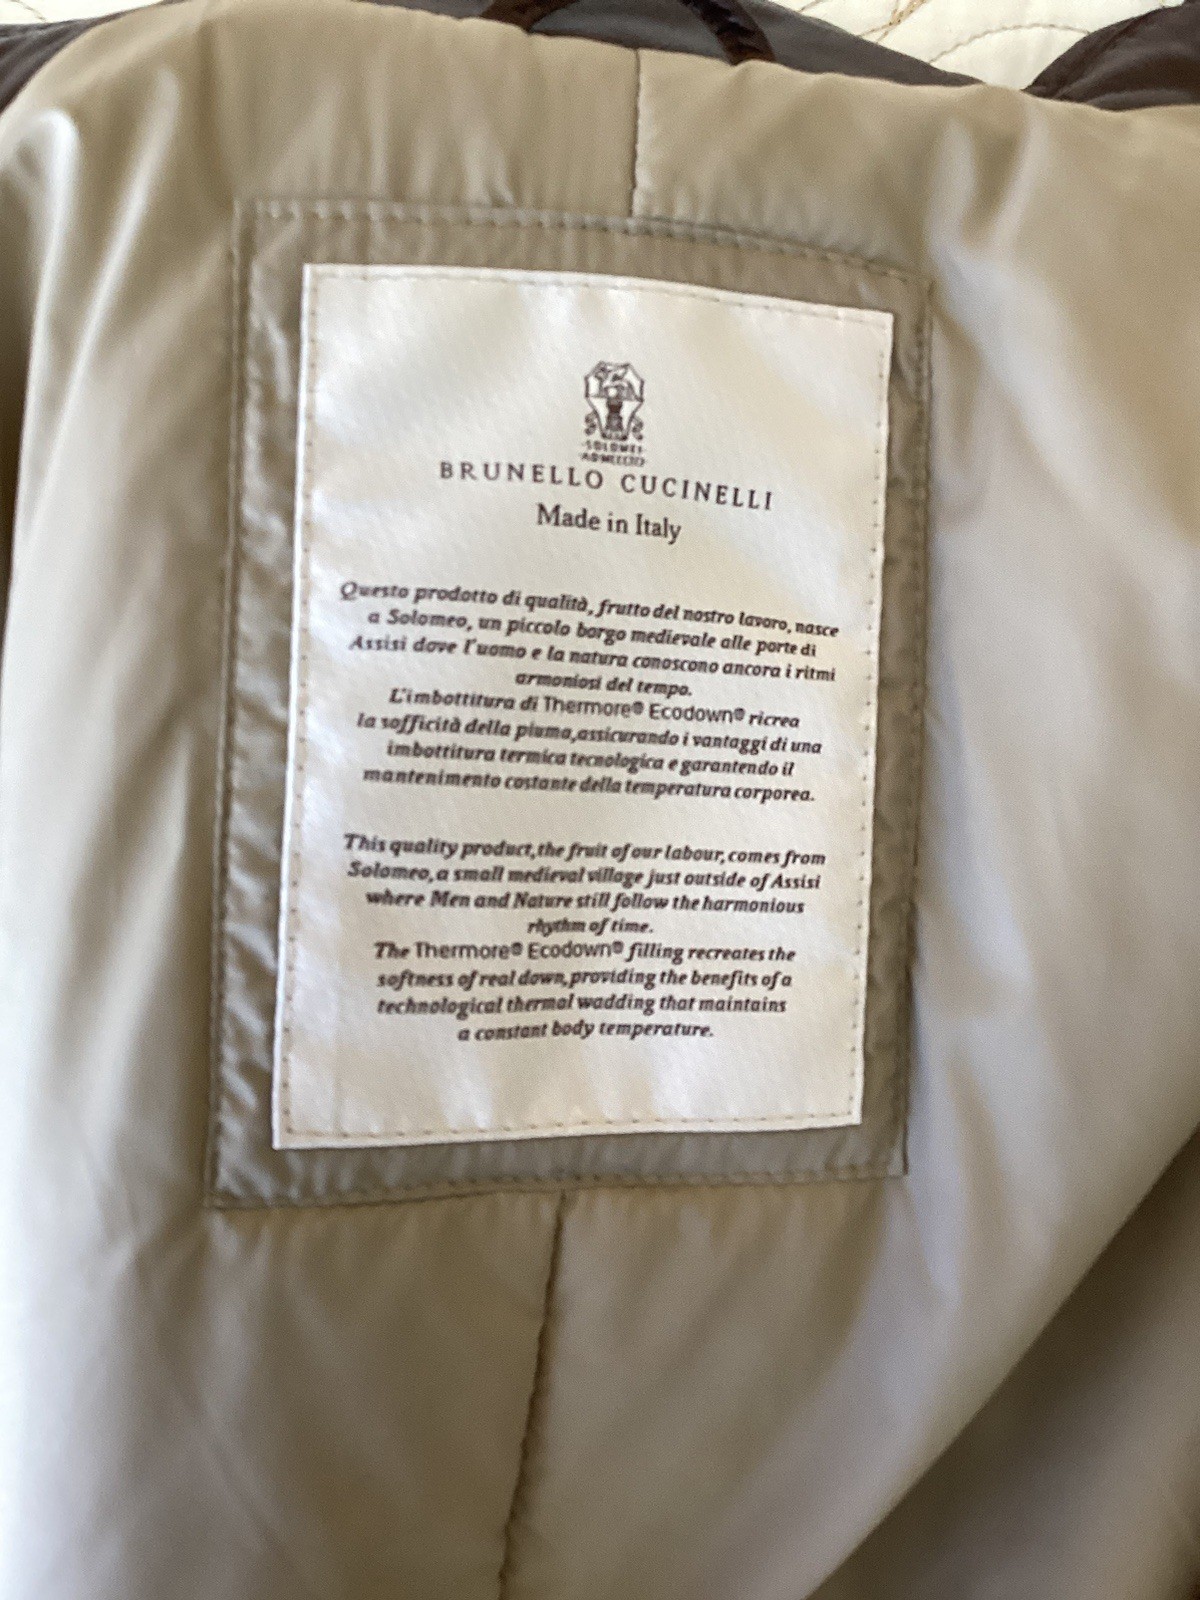 BRUNELLO CUCINELLI
Made in Italy
Questo prodotto di qualità, frutto del nostro lavoro, nasce
a Solomeo, un piccolo borgo medievale alle porte di
Assisi dove l'uomo e la natura conoscono ancora i ritmi
armoniosi del tempo.
L'imbottitura di Thermore® Ecodown® ricrea
la sofficità della piuma,assicurando i vantaggi di una
imbottitura termica tecnologica e garantendo il
mantenimento costante della temperatura corporea.
This quality product,the fruit of our labour,comes from
Solomeo,a small medieval village just outside of Assisi
where Men and Nature still follow the harmonious
rhythm of time.
The Thermore® Ecodown® filling recreates the
softness of real down,providing the benefits of a
technological thermal wadding that maintains
a constant body temperature.